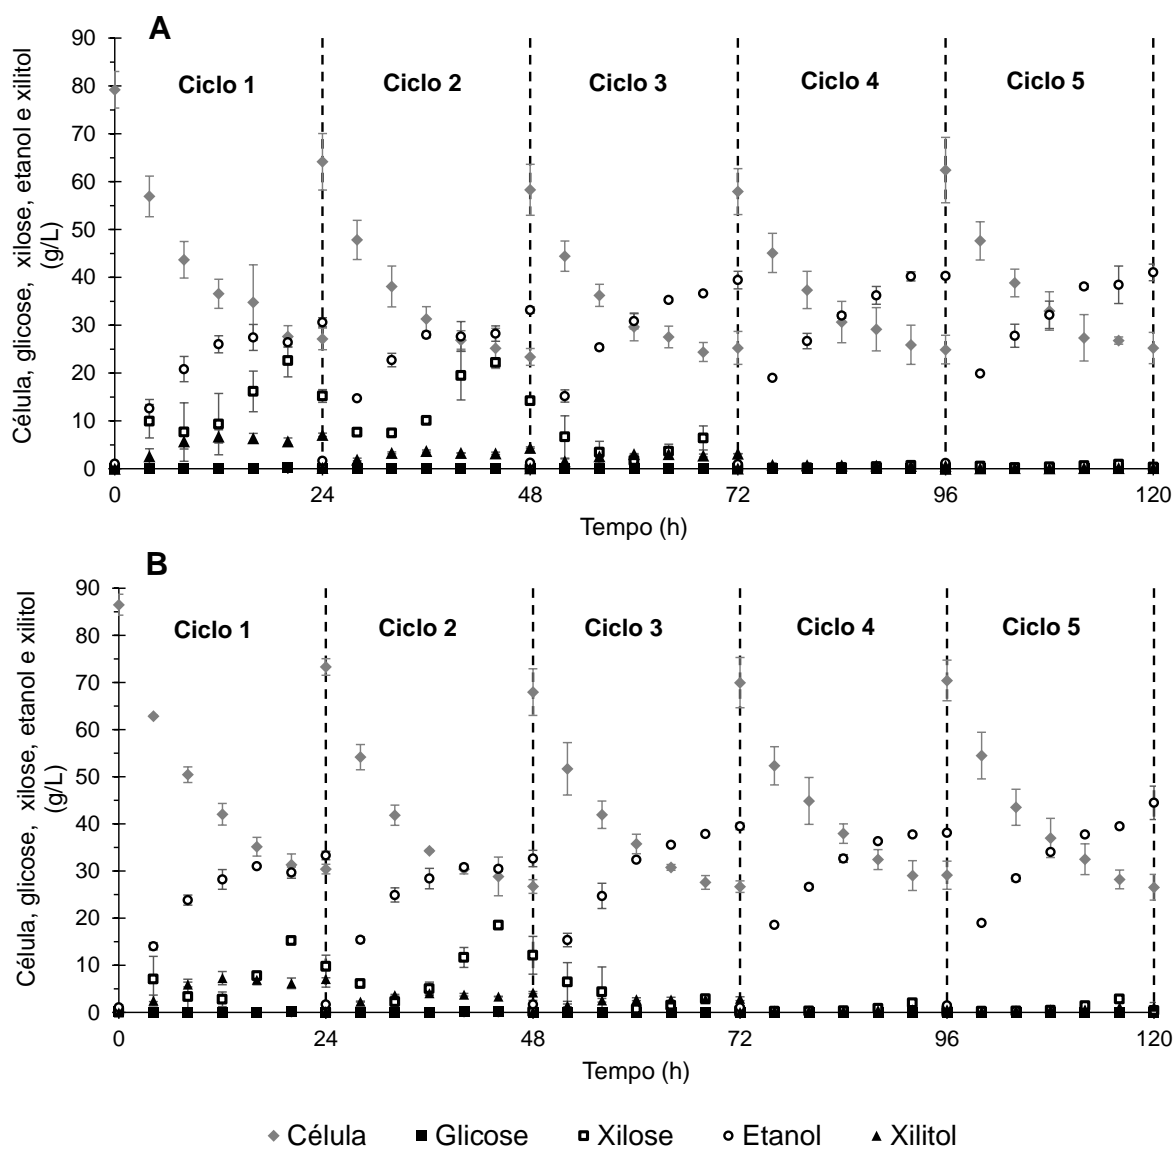 A
Célula, glicose, xilose, etanol e xilitol
(g/L)
90
80
70
60
50
40
30
20
10
0
Ciclo 1
Ciclo 2
Ciclo 3
Ciclo 4
Ciclo 5
0
24
48
72
96
120
Tempo (h)
B
Célula, glicose, xilose, etanol e xilitol
(g/L)
90
80
70
60
50
40
30
20
10
0
Ciclo 1
Ciclo 2
Ciclo 3
Ciclo 4
Ciclo 5
0
24
48
72
96
120
Tempo (h)
Célula
Glicose
Xilose
Etanol
Xilitol